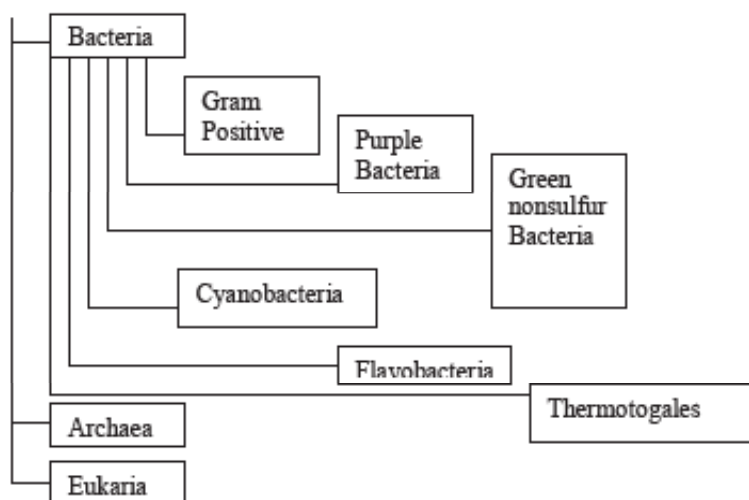 Bacteria
Gram
Positive
Purple
Bacteria
Green
nonsulfur
Bacteria
Cyanobacteria
Flavobacteria
Thermotogales
Archaea
Eukaria